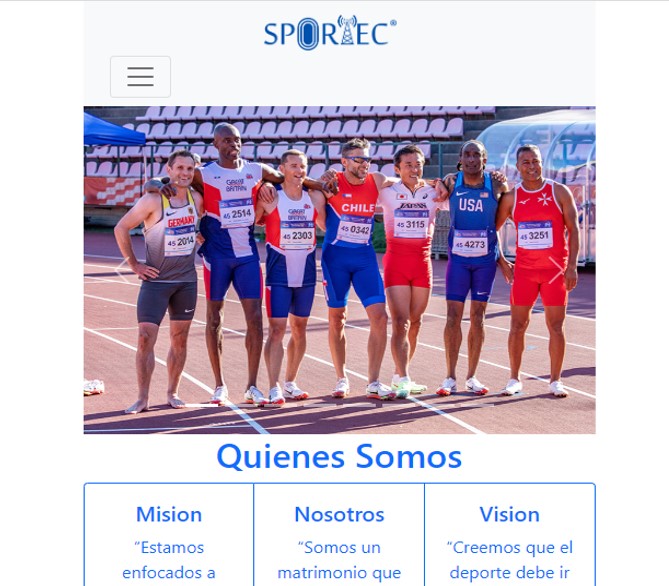 SPORTEC®
GERMANY
45 2014
GREAT
BRITAIN
45 2514
GREAT
BRITAIN
45 2303
CHILE
45 0342
JAPAN
45 3115
USA
45 4273
45 3251
Quienes Somos
Mision
Nosotros
Vision
“Estamos
enfocados a
“Somos un
matrimonio que
“Creemos que el
deporte debe ir